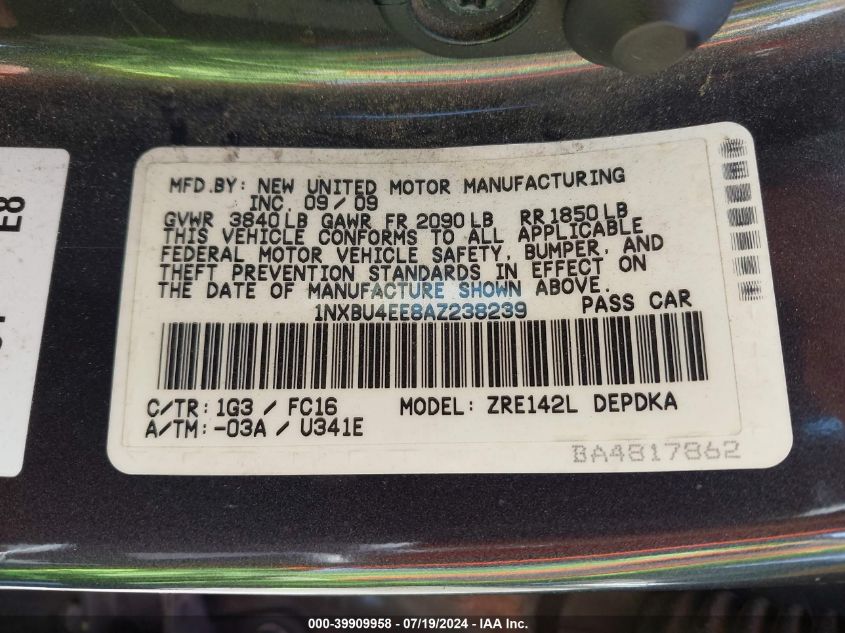 MFD.BY: NEW UNITED MOTOR MANUFACTURING
INC. 09/09
GVWR 3840LB GAWR FR 2090LB RR 1850LB
THIS VEHICLE CONFORMS TO ALL APPLICABLE
FEDERAL MOTOR VEHICLE SAFETY, BUMPER, AND
THEFT PREVENTION STANDARDS IN EFFECT ON
THE DATE OF MANUFACTURE SHOWN ABOVE.
1NXBU4EE8AZ238239 PASS CAR
C/TR: 1G3 / FC16 MODEL: ZRE142L DEPDKA
A/TM: -03A / U341E
BA4817862
E8
000-39909958 - 07/19/2024 - IAA Inc.